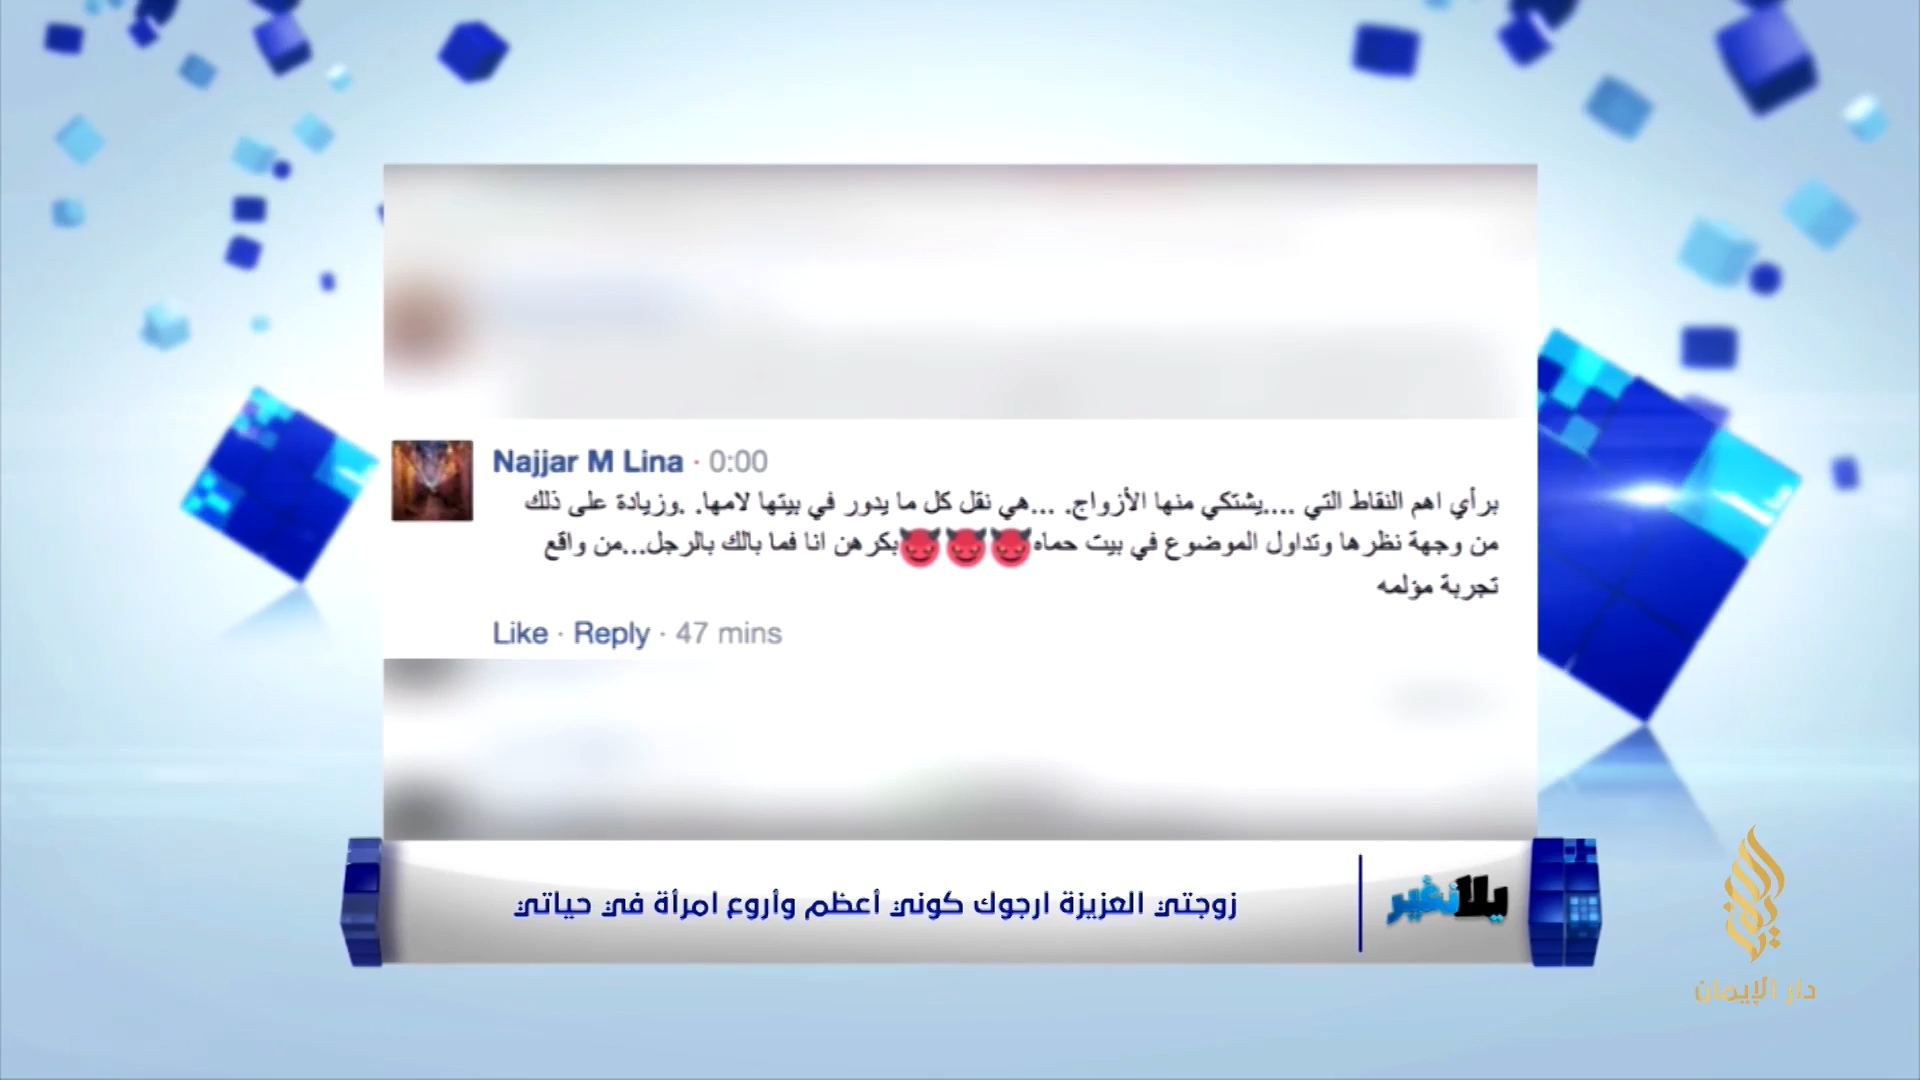 Najjar M Lina · 0:00
برأي اهم النقاط التي ....يشتكي منها الأزواج. ...هي نقل كل ما يدور في بيتها لامها. .وزيادة على ذلك
من وجهة نظرها وتداول الموضوع في بيت حماه😈😈😈بكرهن انا فما بالك بالرجل...من واقع
تجربة مؤلمه
Like · Reply · 47 mins
يلا نغير
زوجتي العزيزة ارجوك كوني أعظم وأروع امرأة في حياتي
دار الإيمان